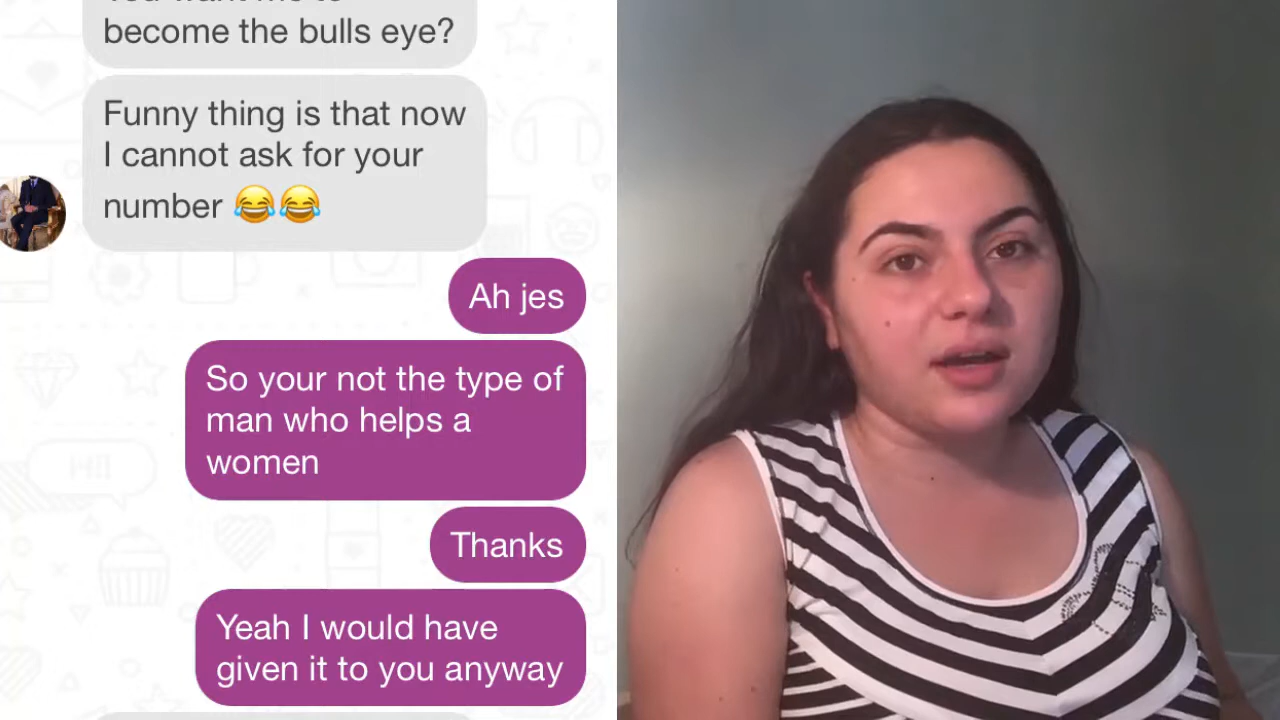 become the bulls eye?
Funny thing is that now
I cannot ask for your
number 😂😂
Ah jes
So your not the type of
man who helps a
women
Thanks
Yeah I would have
given it to you anyway
Hi!